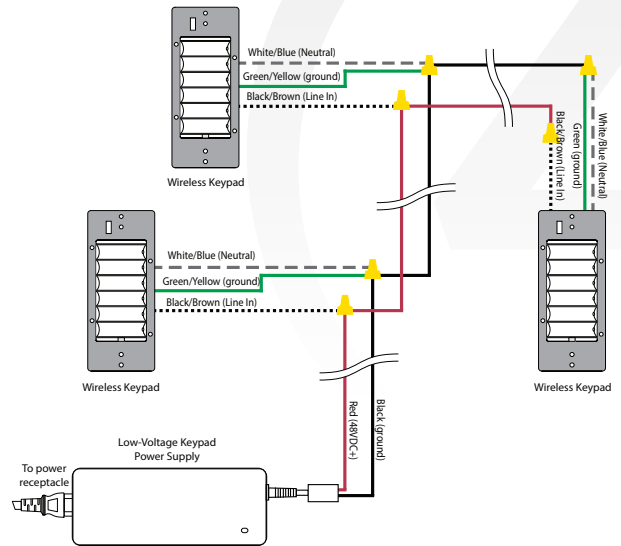 White/Blue (Neutral)
Green/Yellow (ground)
Black/Brown (Line In)
Wireless Keypad
Black/Brown (Line In)
Green (ground)
White/Blue (Neutral)
Wireless Keypad
White/Blue (Neutral)
Green/Yellow (ground)
Black/Brown (Line In)
Wireless Keypad
Red (48VDC+)
Black (ground)
Low-Voltage Keypad
Power Supply
To power
receptacle